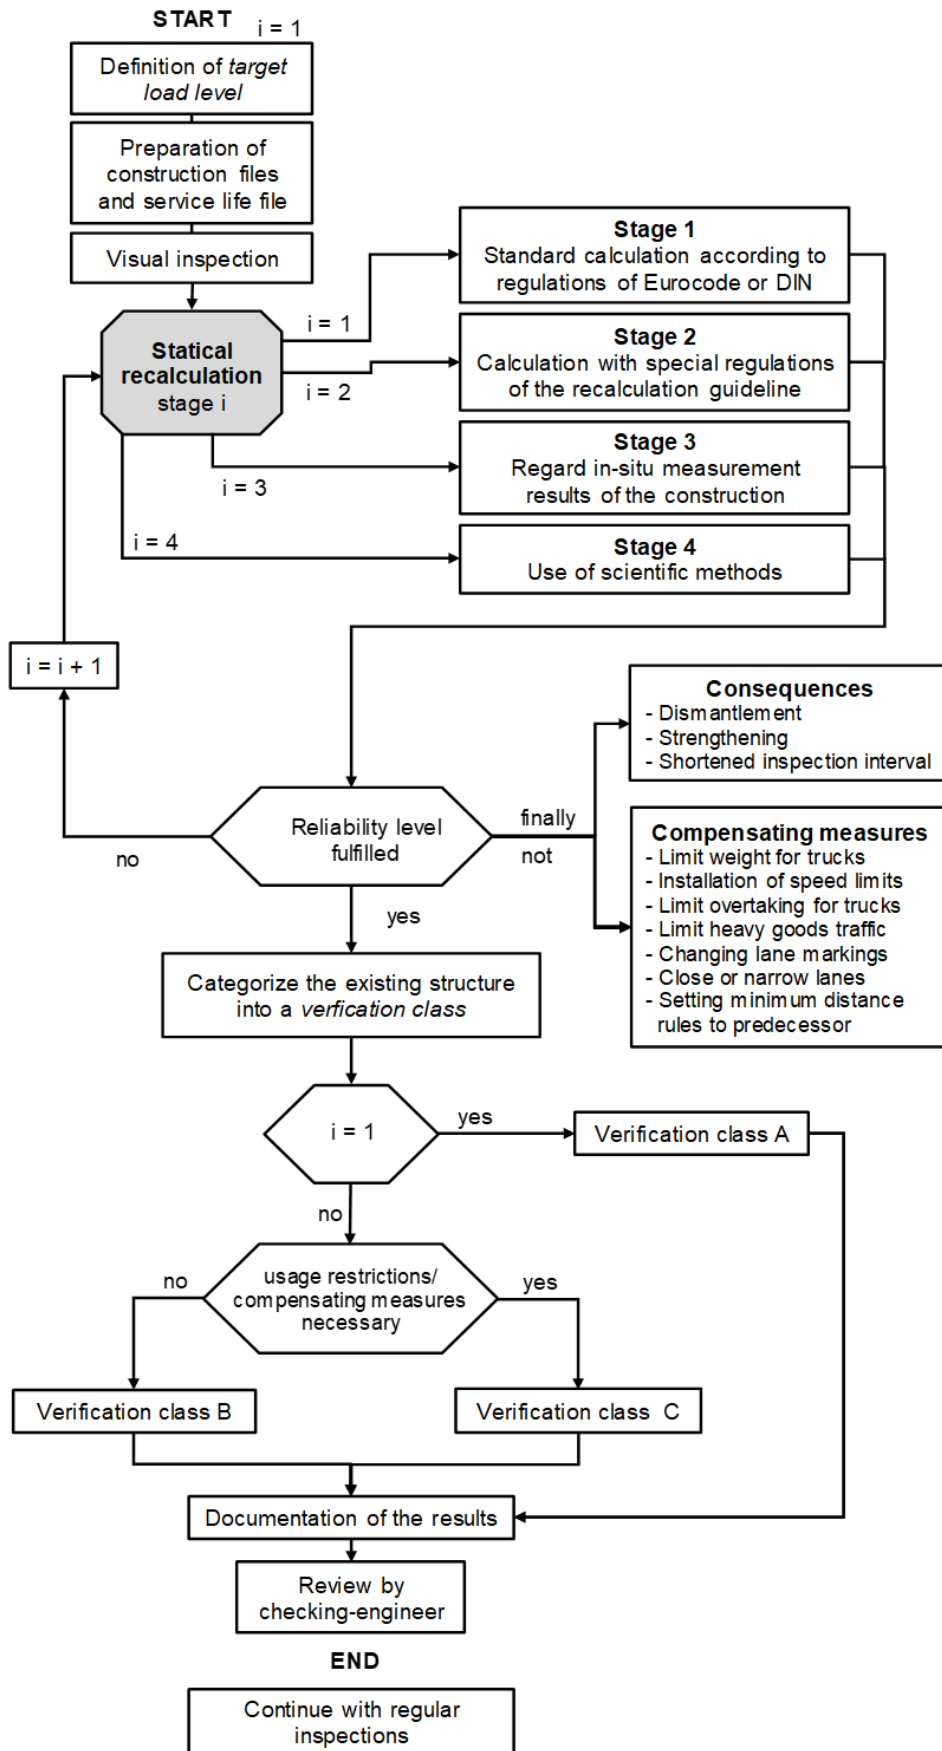 START
i = 1
Definition of target
load level
Preparation of
construction files
and service life file
Visual inspection
Statical
recalculation
stage i
i = 1
i = 2
i = 3
i = 4
Stage 1
Standard calculation according to
regulations of Eurocode or DIN
Stage 2
Calculation with special regulations
of the recalculation guideline
Stage 3
Regard in-situ measurement
results of the construction
Stage 4
Use of scientific methods
i = i + 1
Reliability level
fulfilled
no
finally
not
yes
Consequences
- Dismantlement
- Strengthening
- Shortened inspection interval
Compensating measures
- Limit weight for trucks
- Installation of speed limits
- Limit overtaking for trucks
- Limit heavy goods traffic
- Changing lane markings
- Close or narrow lanes
- Setting minimum distance
rules to predecessor
Categorize the existing structure
into a verfication class
i = 1
yes
Verification class A
no
usage restrictions/
compensating measures
necessary
no
yes
Verification class B
Verification class C
Documentation of the results
Review by
checking-engineer
END
Continue with regular
inspections